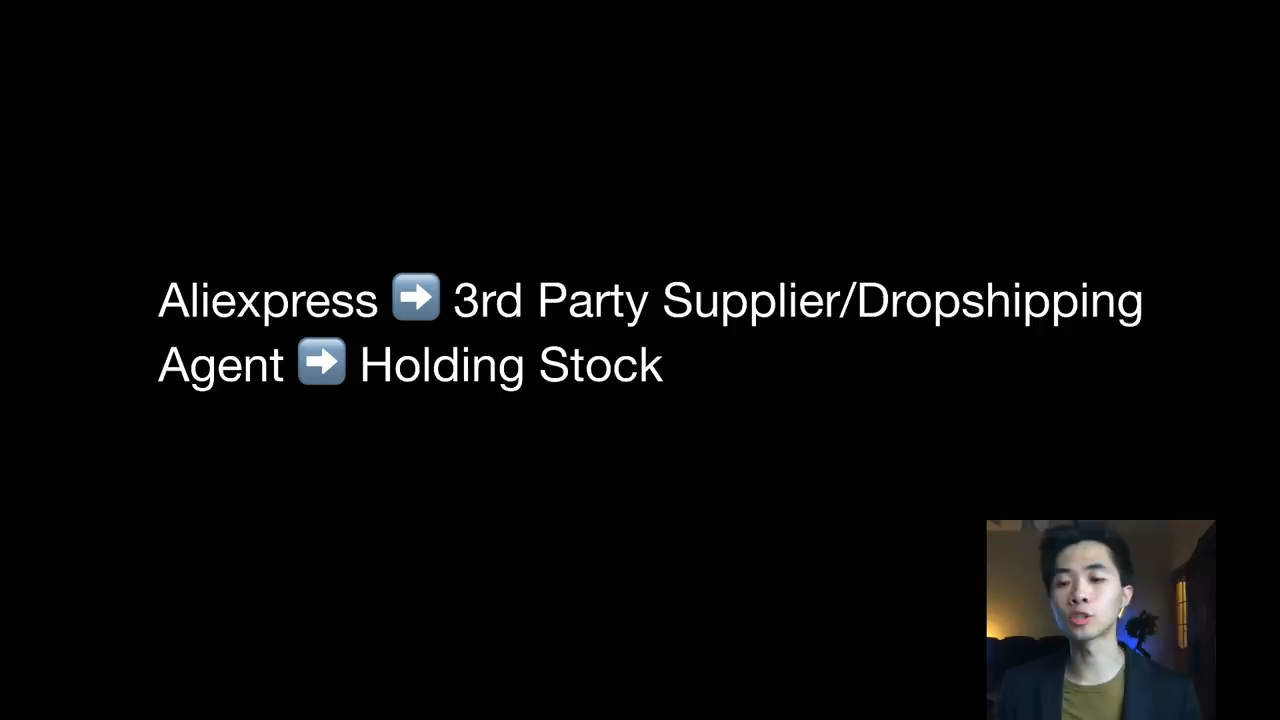 Aliexpress ➡️ 3rd Party Supplier/Dropshipping
Agent ➡️ Holding Stock